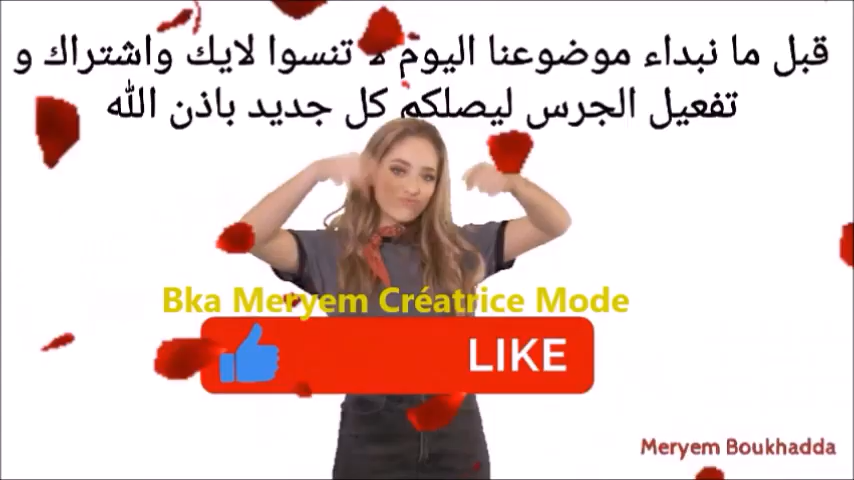 قبل ما نبداء موضوعنا اليوم لا تنسوا لايك واشتراك و
تفعيل الجرس ليصلكم كل جديد باذن الله
Bka Meryem Créatrice Mode
LIKE
Meryem Boukhadda